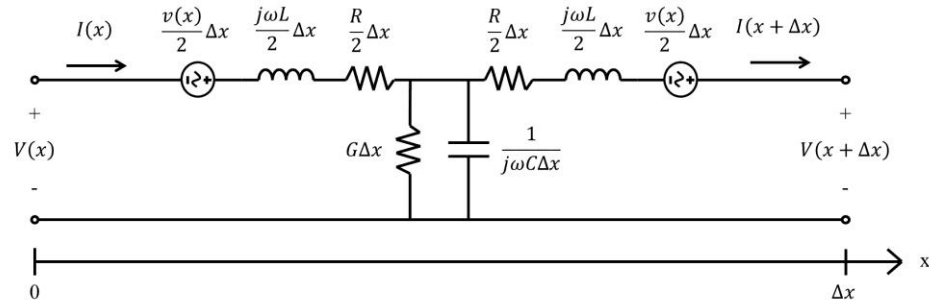 I(x) v(x)/2 Δx jωL/2 Δx R/2 Δx R/2 Δx jωL/2 Δx v(x)/2 Δx I(x + Δx)
- + - +
+ +
V(x) GΔx 1/jωCΔx V(x + Δx)
- -
x
0 Δx